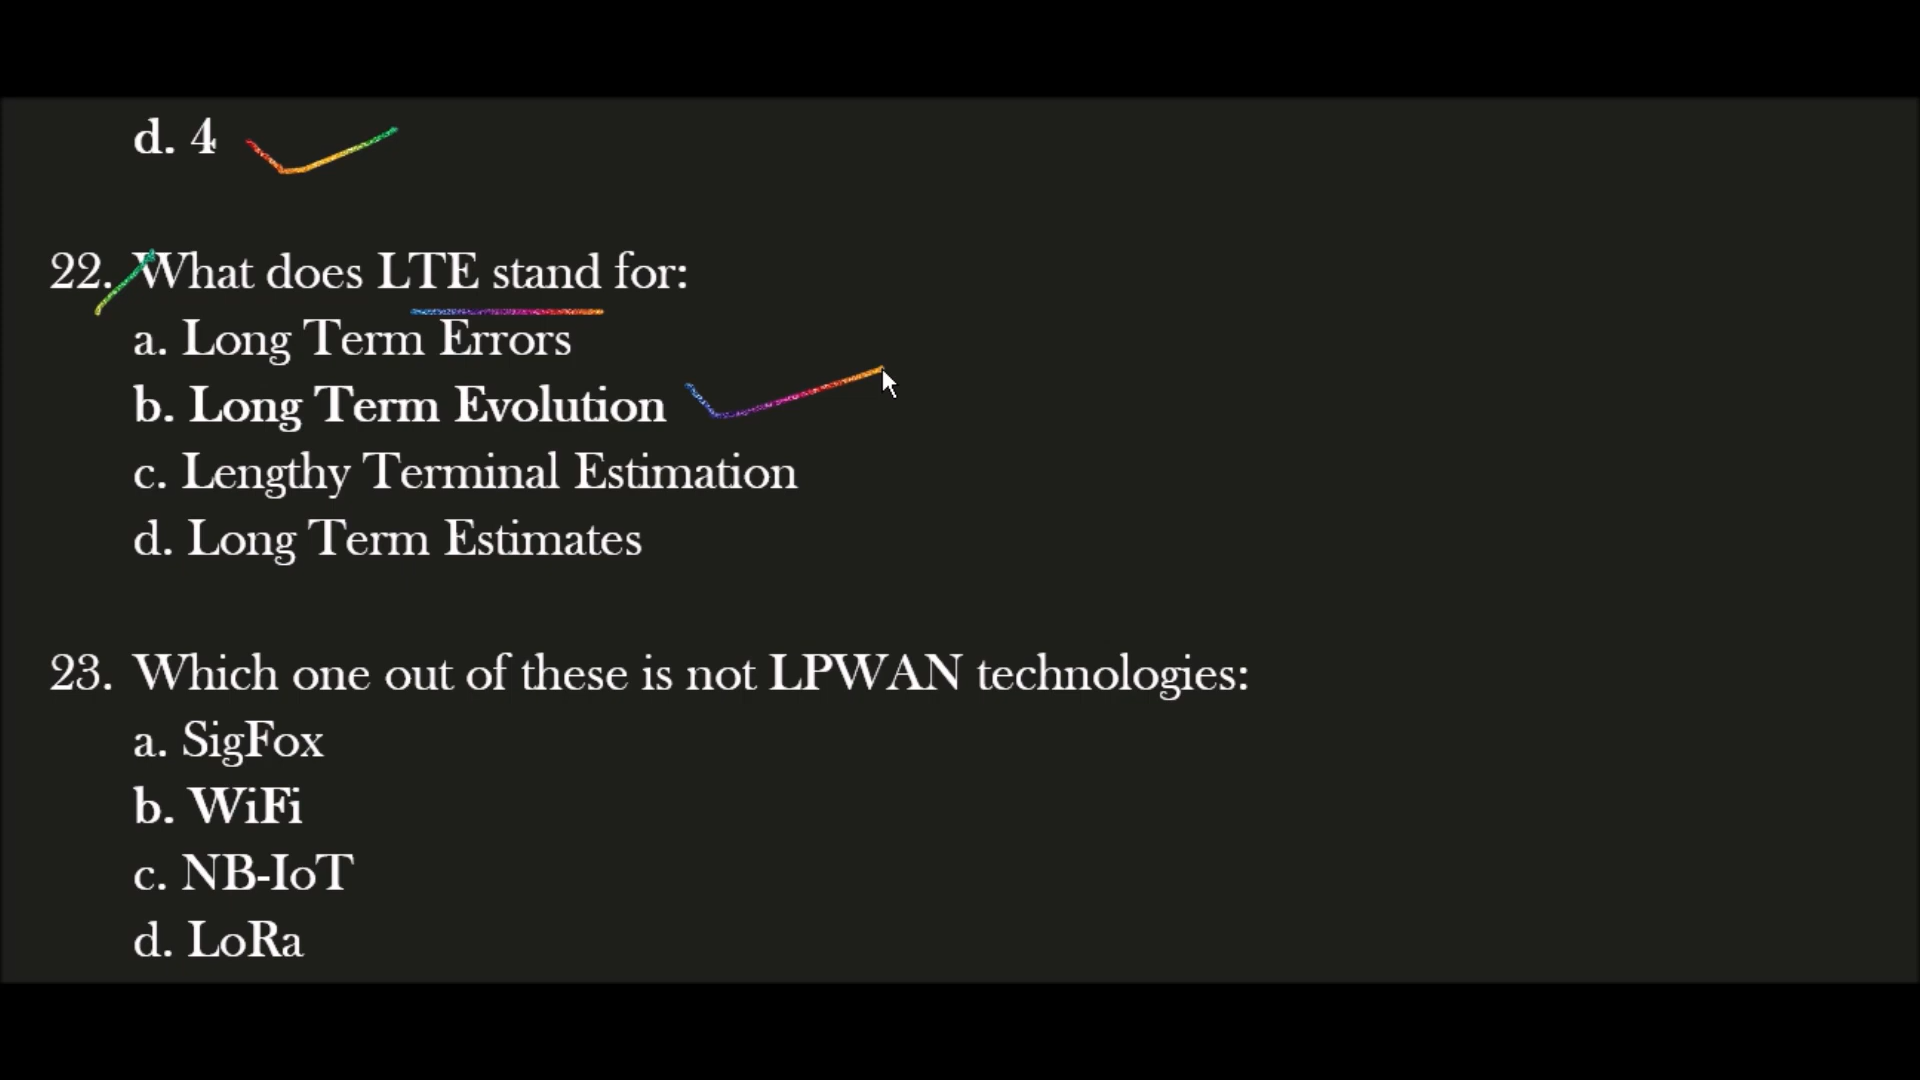 d. 4
22. What does LTE stand for:
a. Long Term Errors
b. Long Term Evolution
c. Lengthy Terminal Estimation
d. Long Term Estimates
23. Which one out of these is not LPWAN technologies:
a. SigFox
b. WiFi
c. NB-IoT
d. LoRa